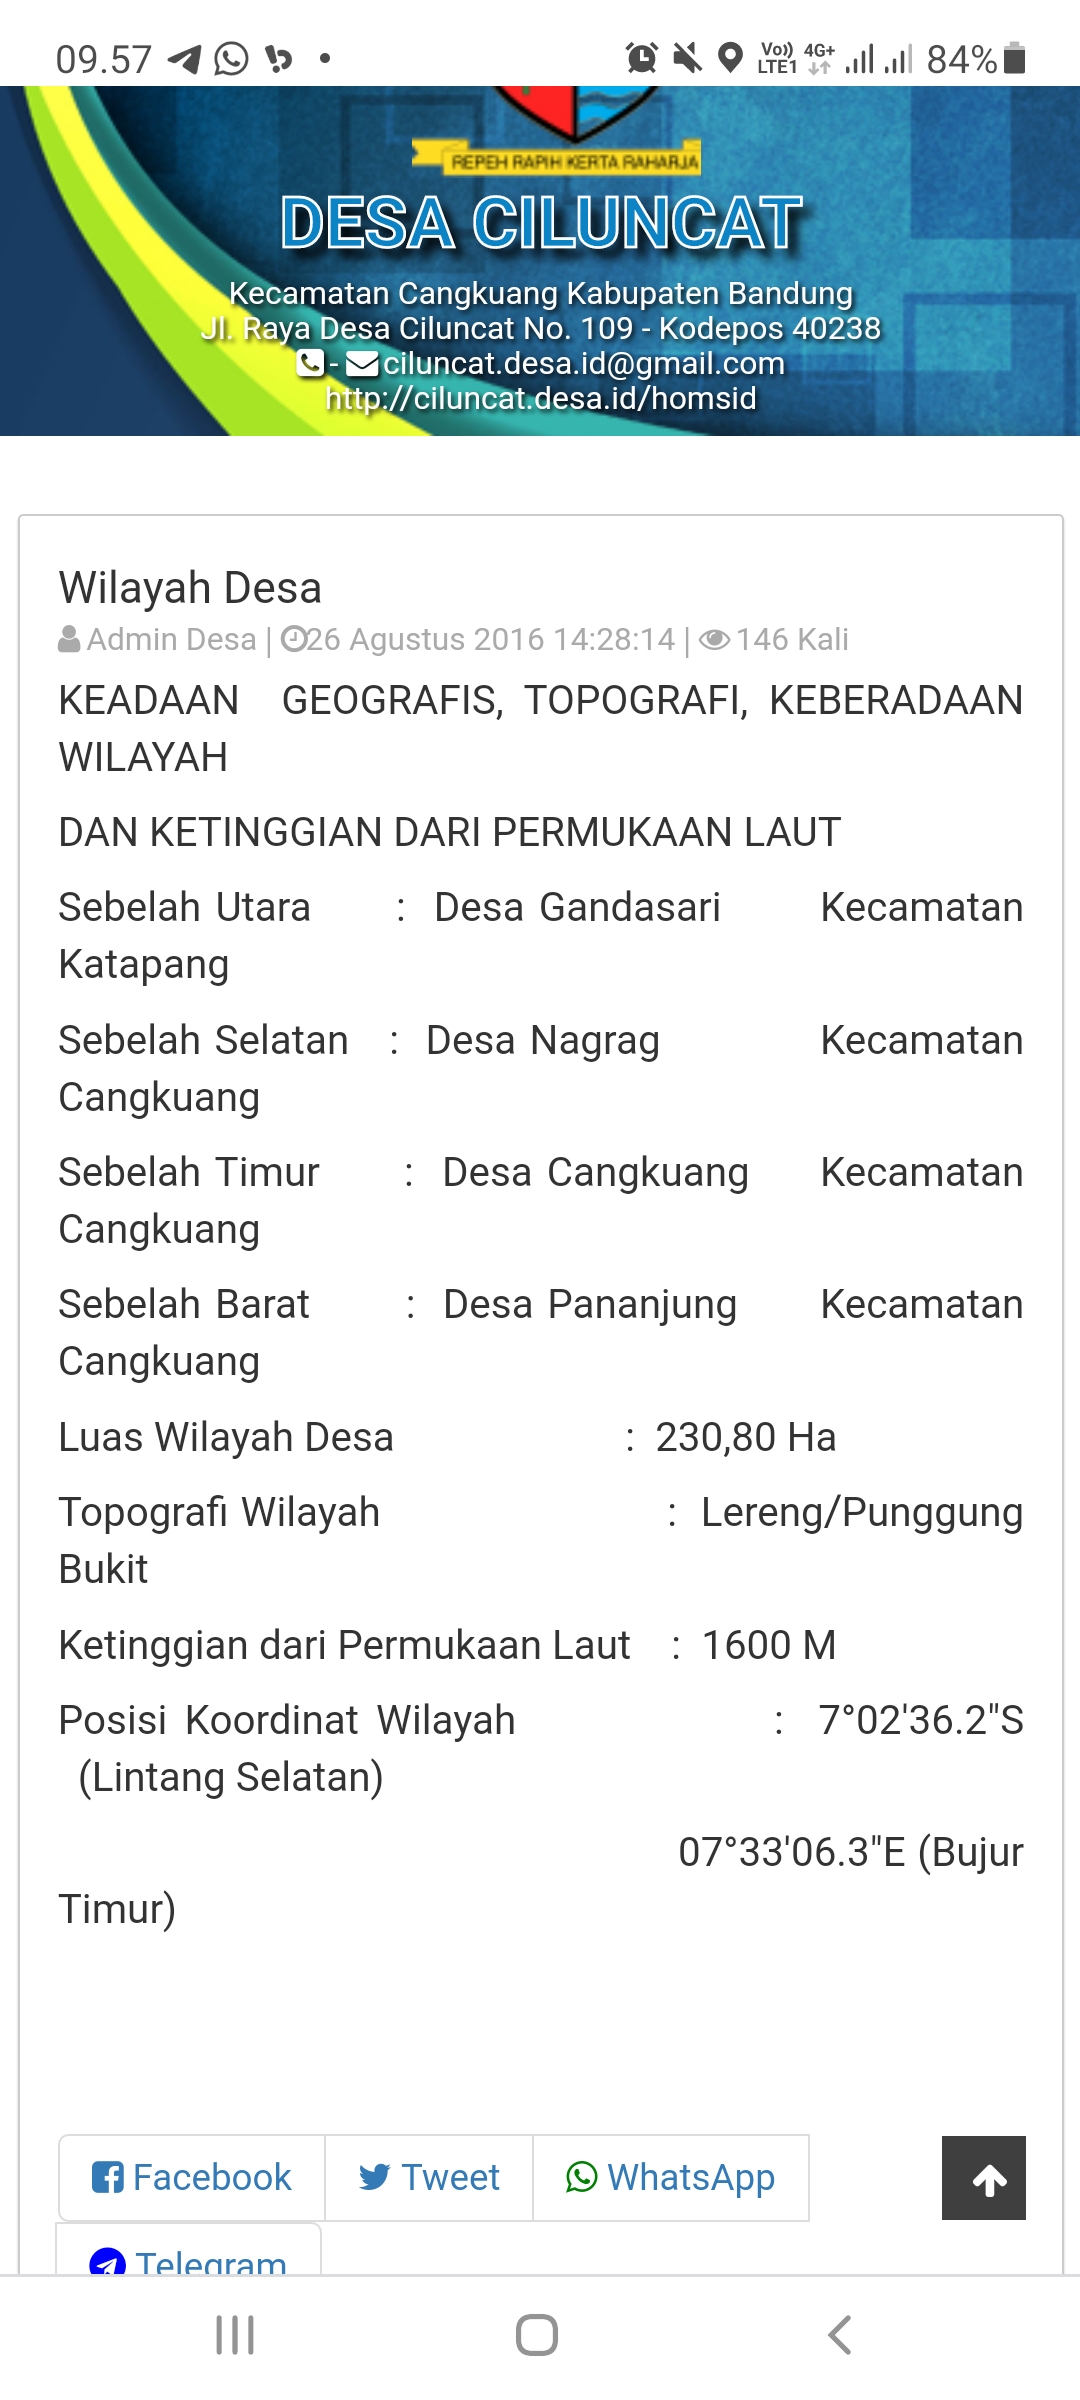 09.57
Vo)) LTE1 4G+ 84%
REPEH RAPIH KERTA RAHARJA
DESA CILUNCAT
Kecamatan Cangkuang Kabupaten Bandung
Jl. Raya Desa Ciluncat No. 109 - Kodepos 40238
- ciluncat.desa.id@gmail.com
http://ciluncat.desa.id/homsid
Wilayah Desa
Admin Desa | 26 Agustus 2016 14:28:14 | 146 Kali
KEADAAN GEOGRAFIS, TOPOGRAFI, KEBERADAAN
WILAYAH
DAN KETINGGIAN DARI PERMUKAAN LAUT
Sebelah Utara : Desa Gandasari Kecamatan
Katapang
Sebelah Selatan : Desa Nagrag Kecamatan
Cangkuang
Sebelah Timur : Desa Cangkuang Kecamatan
Cangkuang
Sebelah Barat : Desa Pananjung Kecamatan
Cangkuang
Luas Wilayah Desa : 230,80 Ha
Topografi Wilayah : Lereng/Punggung
Bukit
Ketinggian dari Permukaan Laut : 1600 M
Posisi Koordinat Wilayah : 7°02'36.2"S
(Lintang Selatan)
07°33'06.3"E (Bujur
Timur)
Facebook
Tweet
WhatsApp
Telegram